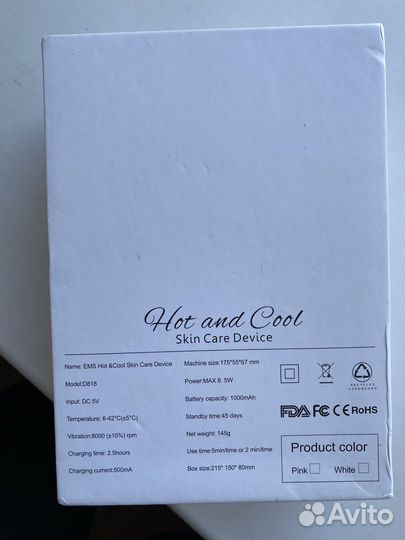 Hot and Cool
Skin Care Device
Name: EMS Hot &Cool Skin Care Device
Model:D818
Input: DC 5V
Temperature: 6-42°C(±5°C)
Vibration:8000 (±10%) rpm
Charging time: 2.5hours
Charging current:500mA
Machine size:175*55*67 mm
Power:MAX 8. 5W
Battery capacity: 1000mAh
Standby time:45 days
Net weight: 145g
Use time:5min/time or 2 min/time
Box size:215* 150* 80mm
RECYCLED
CARDBOARD
FDA FC CE RoHS
Product color
Pink White
Avito